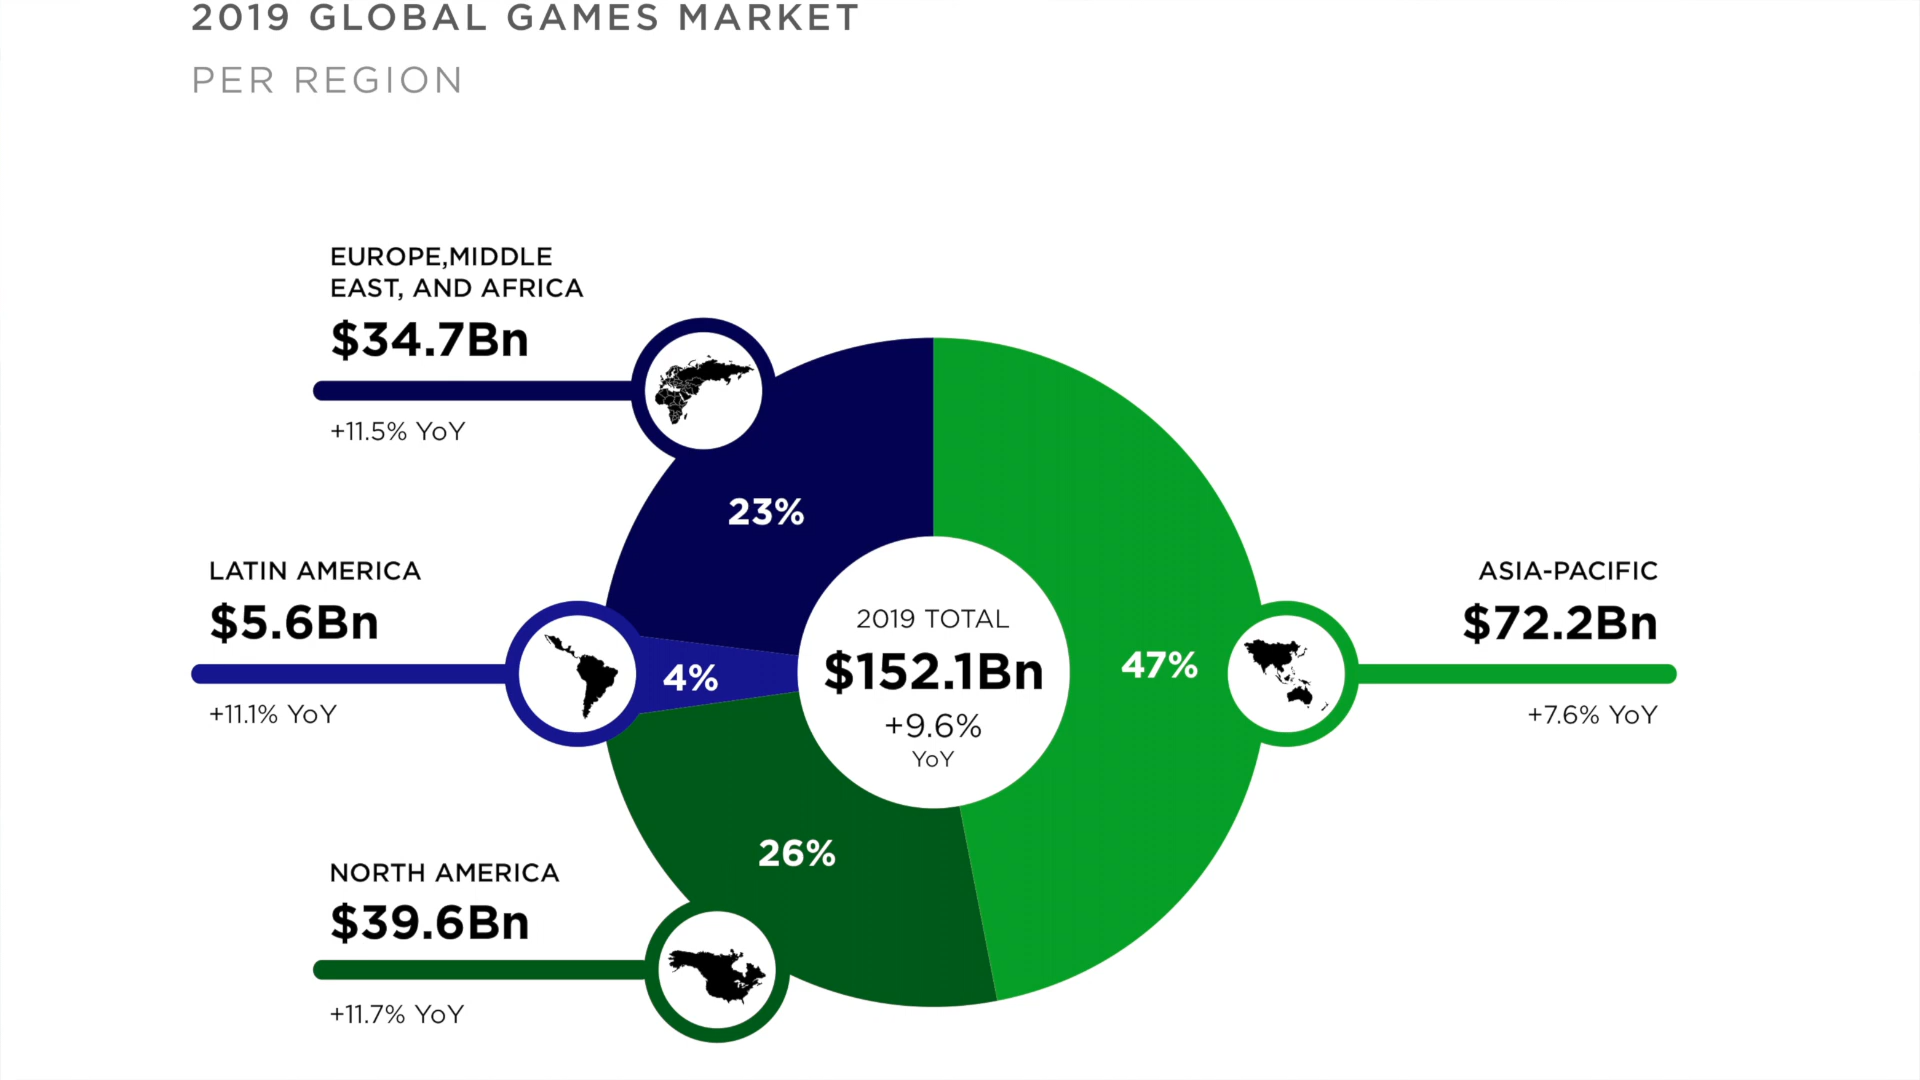 2019 GLOBAL GAMES MARKET
PER REGION
EUROPE,MIDDLE
EAST, AND AFRICA
$34.7Bn
+11.5% YoY
23%
LATIN AMERICA
$5.6Bn
+11.1% YoY
4%
2019 TOTAL
$152.1Bn
+9.6%
YoY
47%
ASIA-PACIFIC
$72.2Bn
+7.6% YoY
26%
NORTH AMERICA
$39.6Bn
+11.7% YoY